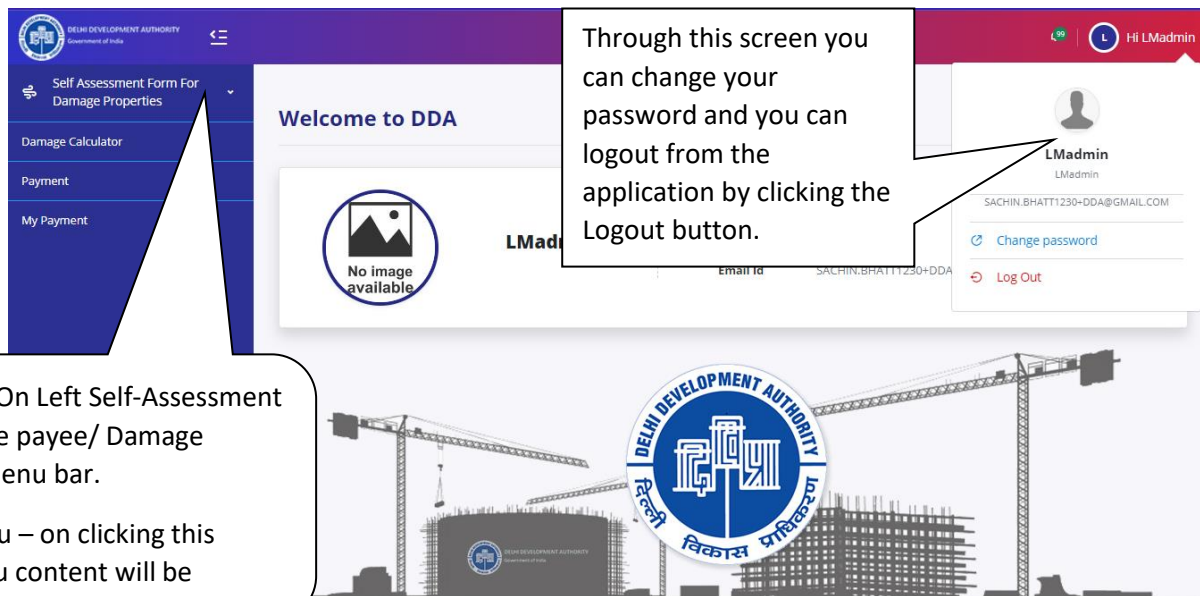 DELHI DEVELOPMENT AUTHORITY
Government of India
99
L
Hi LMadmin
Self Assessment Form For
Damage Properties
Damage Calculator
Payment
My Payment
Welcome to DDA
Through this screen you
can change your
password and you can
logout from the
application by clicking the
Logout button.
LMadmin
LMadmin
SACHIN.BHATT1230+DDA@GMAIL.COM
Change password
Log Out
No image
available
LMad
Email Id
SACHIN.BHATT1230+DDA
On Left Self-Assessment
e payee/ Damage
enu bar.
u – on clicking this
u content will be
DELHI DEVELOPMENT AUTHORITY
दिल्ली विकास प्राधिकरण
DELHI DEVELOPMENT AUTHORITY
Government of India